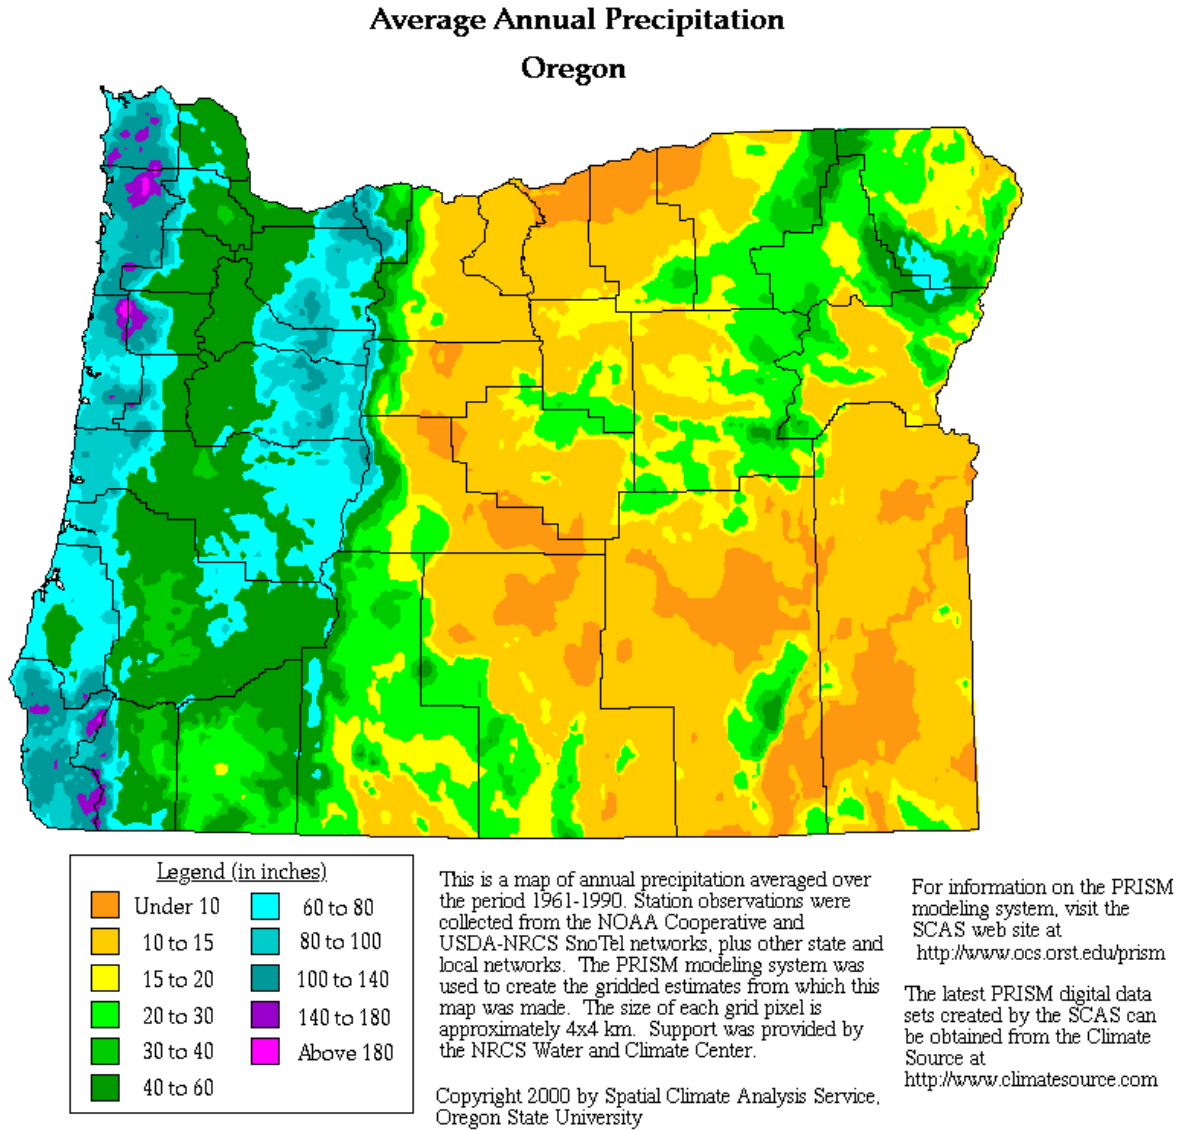 Average Annual Precipitation
Oregon
Legend (in inches)
Under 10
10 to 15
15 to 20
20 to 30
30 to 40
40 to 60
60 to 80
80 to 100
100 to 140
140 to 180
Above 180
This is a map of annual precipitation averaged over
the period 1961-1990. Station observations were
collected from the NOAA Cooperative and
USDA-NRCS SnoTel networks, plus other state and
local networks. The PRISM modeling system was
used to create the gridded estimates from which this
map was made. The size of each grid pixel is
approximately 4x4 km. Support was provided by
the NRCS Water and Climate Center.
Copyright 2000 by Spatial Climate Analysis Service,
Oregon State University
For information on the PRISM
modeling system, visit the
SCAS web site at
http://www.ocs.orst.edu/prism
The latest PRISM digital data
sets created by the SCAS can
be obtained from the Climate
Source at
http://www.climatesource.com